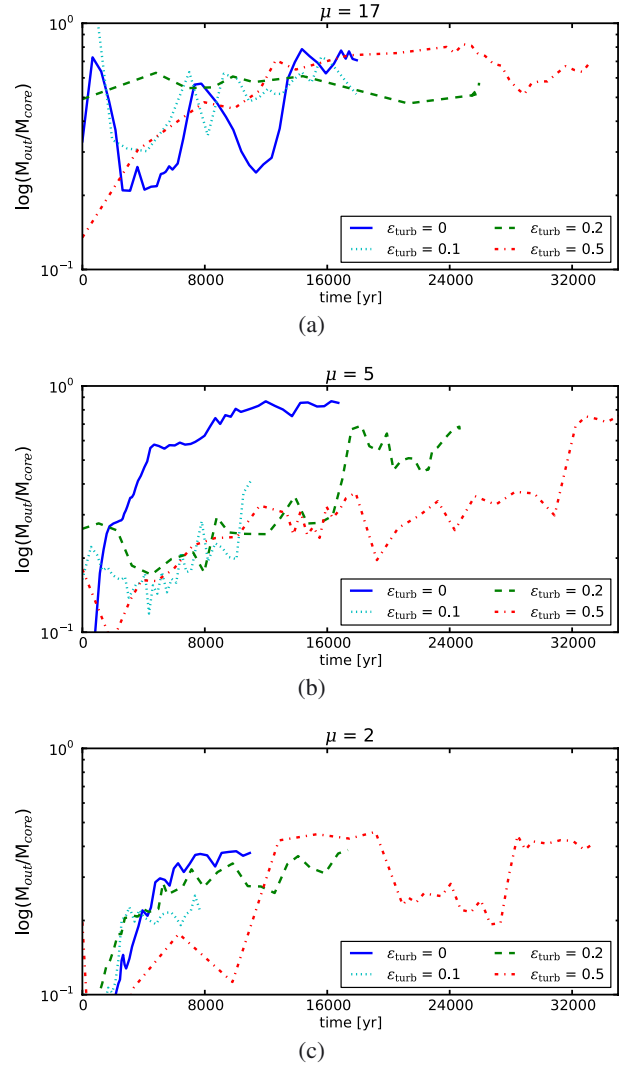 μ = 17
10⁰
log(M_out/M_core)
10⁻¹
ε_turb = 0 ε_turb = 0.2
ε_turb = 0.1 ε_turb = 0.5
0 8000 16000 24000 32000
time [yr]
(a)
μ = 5
10⁰
log(M_out/M_core)
10⁻¹
ε_turb = 0 ε_turb = 0.2
ε_turb = 0.1 ε_turb = 0.5
0 8000 16000 24000 32000
time [yr]
(b)
μ = 2
10⁰
log(M_out/M_core)
10⁻¹
ε_turb = 0 ε_turb = 0.2
ε_turb = 0.1 ε_turb = 0.5
0 8000 16000 24000 32000
time [yr]
(c)